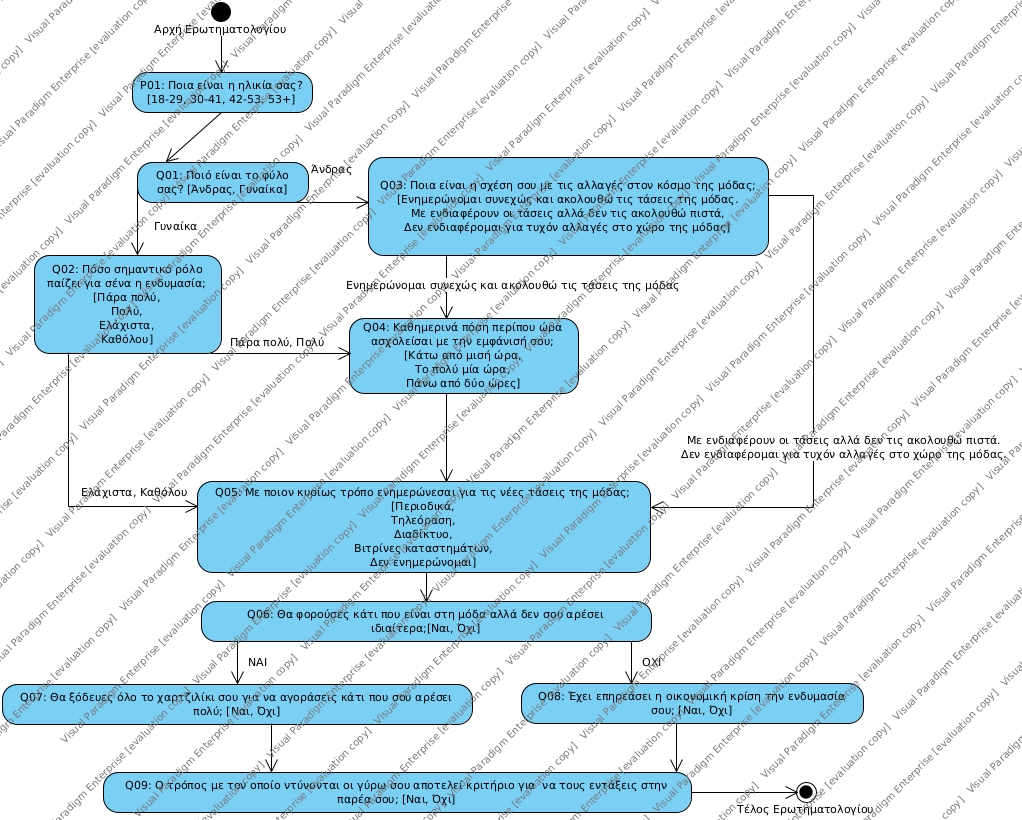 Αρχή Ερωτηματολογίου
P01: Ποια είναι η ηλικία σας?
[18-29, 30-41, 42-53, 53+]
Q01: Ποιό είναι το φύλο
σας? [Άνδρας, Γυναίκα]
Άνδρας
Γυναίκα
Q03: Ποια είναι η σχέση σου με τις αλλαγές στον κόσμο της μόδας;
[Ενημερώνομαι συνεχώς και ακολουθώ τις τάσεις της μόδας.
Με ενδιαφέρουν οι τάσεις αλλά δεν τις ακολουθώ πιστά,
Δεν ενδιαφέρομαι για τυχόν αλλαγές στο χώρο της μόδας]
Q02: Πόσο σημαντικό ρόλο
παίζει για σένα η ενδυμασία;
[Πάρα πολύ,
Πολύ,
Ελάχιστα,
Καθόλου]
Ενημερώνομαι συνεχώς και ακολουθώ τις τάσεις της μόδας
Πάρα πολύ, Πολύ
Q04: Καθημερινά πόση περίπου ώρα
ασχολείσαι με την εμφάνισή σου;
[Κάτω από μισή ώρα,
Το πολύ μία ώρα,
Πάνω από δύο ώρες]
Με ενδιαφέρουν οι τάσεις αλλά δεν τις ακολουθώ πιστά.
Δεν ενδιαφέρομαι για τυχόν αλλαγές στο χώρο της μόδας.
Ελάχιστα, Καθόλου
Q05: Με ποιον κυρίως τρόπο ενημερώνεσαι για τις νέες τάσεις της μόδας;
[Περιοδικά,
Τηλεόραση,
Διαδίκτυο,
Βιτρίνες καταστημάτων,
Δεν ενημερώνομαι]
Q06: Θα φορούσες κάτι που είναι στη μόδα αλλά δεν σου αρέσει
ιδιαίτερα;[Ναι, Όχι]
ΝΑΙ
ΟΧΙ
Q07: Θα ξόδευες όλο το χαρτζιλίκι σου για να αγοράσεις κάτι που σου αρέσει
πολύ; [Ναι, Όχι]
Q08: Έχει επηρεάσει η οικονομική κρίση την ενδυμασία
σου; [Ναι, Όχι]
Q09: Ο τρόπος με τον οποίο ντύνονται οι γύρω σου αποτελεί κριτήριο για να τους εντάξεις στην
παρέα σου; [Ναι, Όχι]
Τέλος Ερωτηματολογίου
Visual Paradigm Enterprise [evaluation copy]